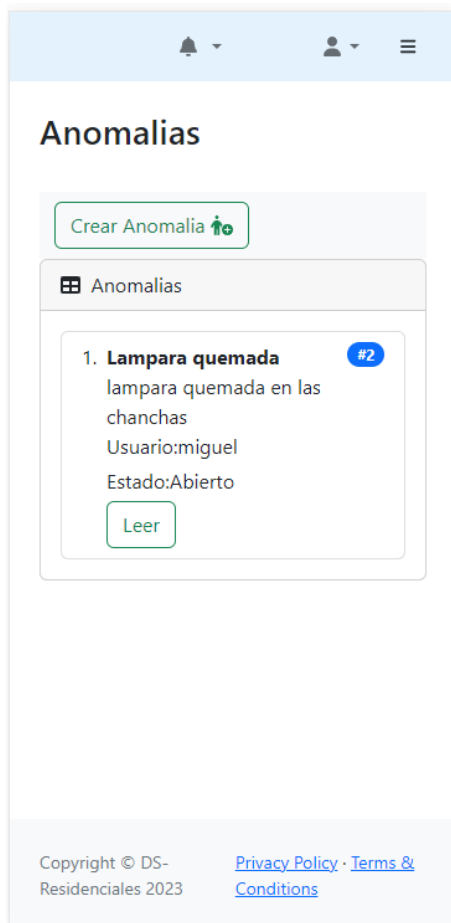 Anomalias
Crear Anomalia
Anomalias
1. Lampara quemada
#2
lampara quemada en las
chanchas
Usuario:miguel
Estado:Abierto
Leer
Copyright © DS-
Residenciales 2023
Privacy Policy · Terms &
Conditions